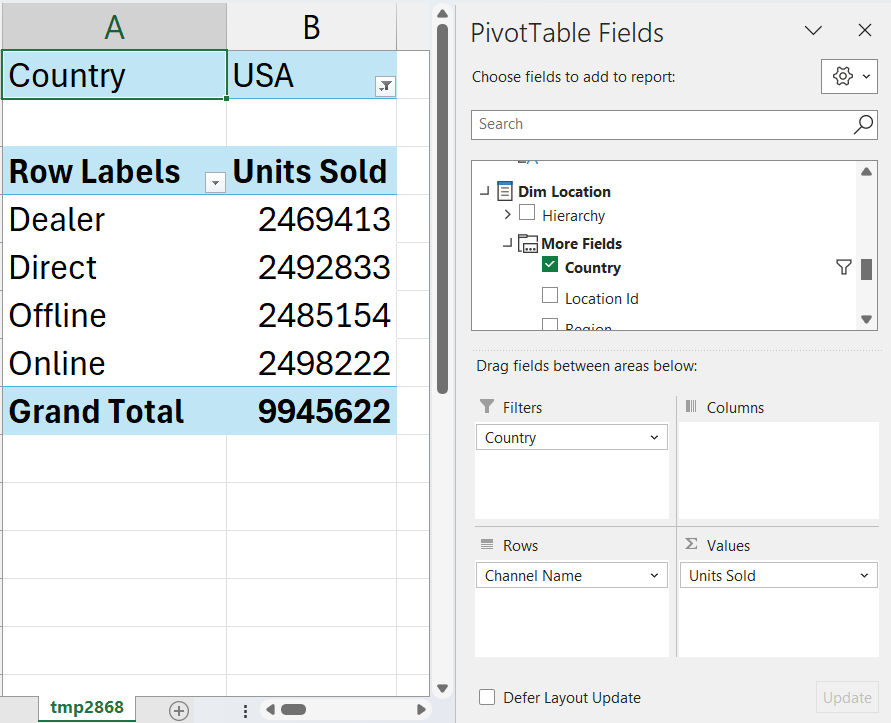 A B
Country USA
Row Labels Units Sold
Dealer 2469413
Direct 2492833
Offline 2485154
Online 2498222
Grand Total 9945622
tmp2868
PivotTable Fields
Choose fields to add to report:
Search
Dim Location
Hierarchy
More Fields
Country
Location Id
Region
Drag fields between areas below:
Filters Columns
Country
Rows Values
Channel Name Units Sold
Defer Layout Update Update